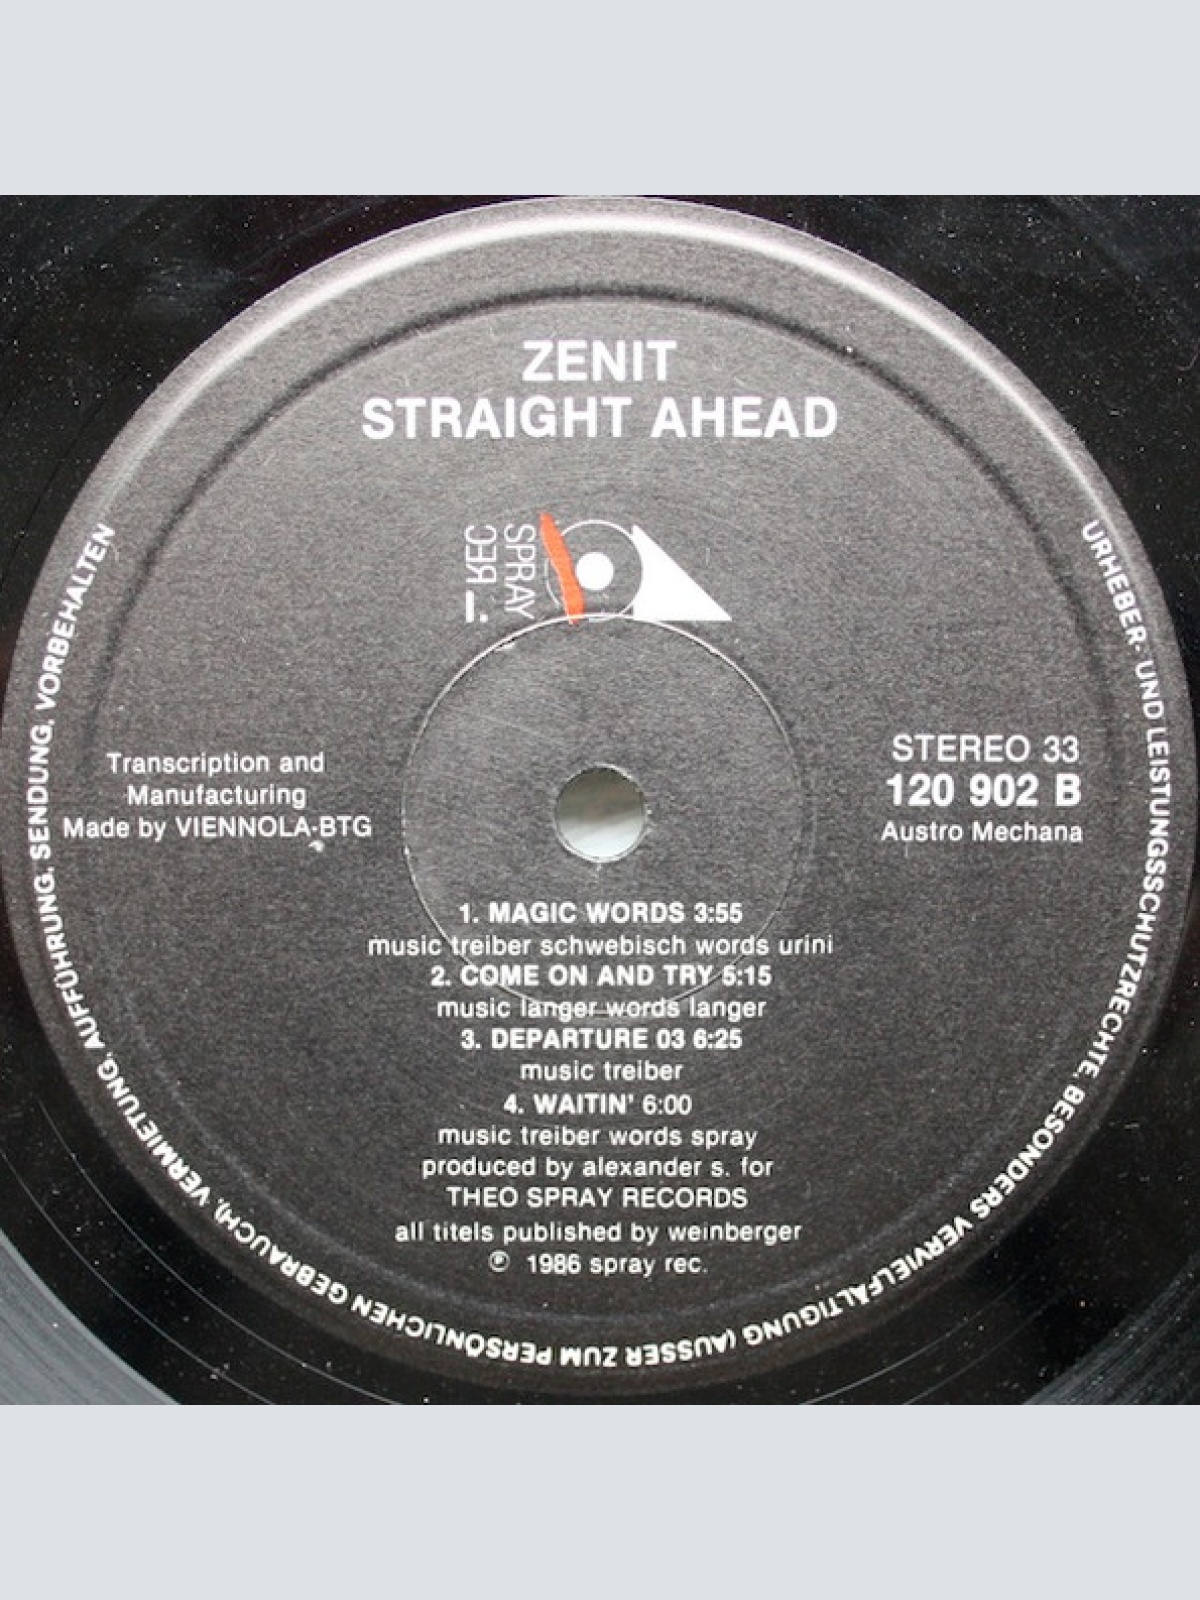 ZENIT
STRAIGHT AHEAD
SPRAY
REC
Transcription and
Manufacturing
Made by VIENNOLA-BTG
STEREO 33
120 902 B
Austro Mechana
1. MAGIC WORDS 3:55
music treiber schwebisch words urini
2. COME ON AND TRY 5:15
music langer words langer
3. DEPARTURE 03 6:25
music treiber
4. WAITIN' 6:00
music treiber words spray
produced by alexander s. for
THEO SPRAY RECORDS
all titels published by weinberger
℗ 1986 spray rec.
URHEBER- UND LEISTUNGSSCHUTZRECHTE, BESONDERS VERVIELFÄLTIGUNG (AUSSER ZUM PERSÖNLICHEN GEBRAUCH), VERMIETUNG, AUFFÜHRUNG, SENDUNG, VORBEHALTEN